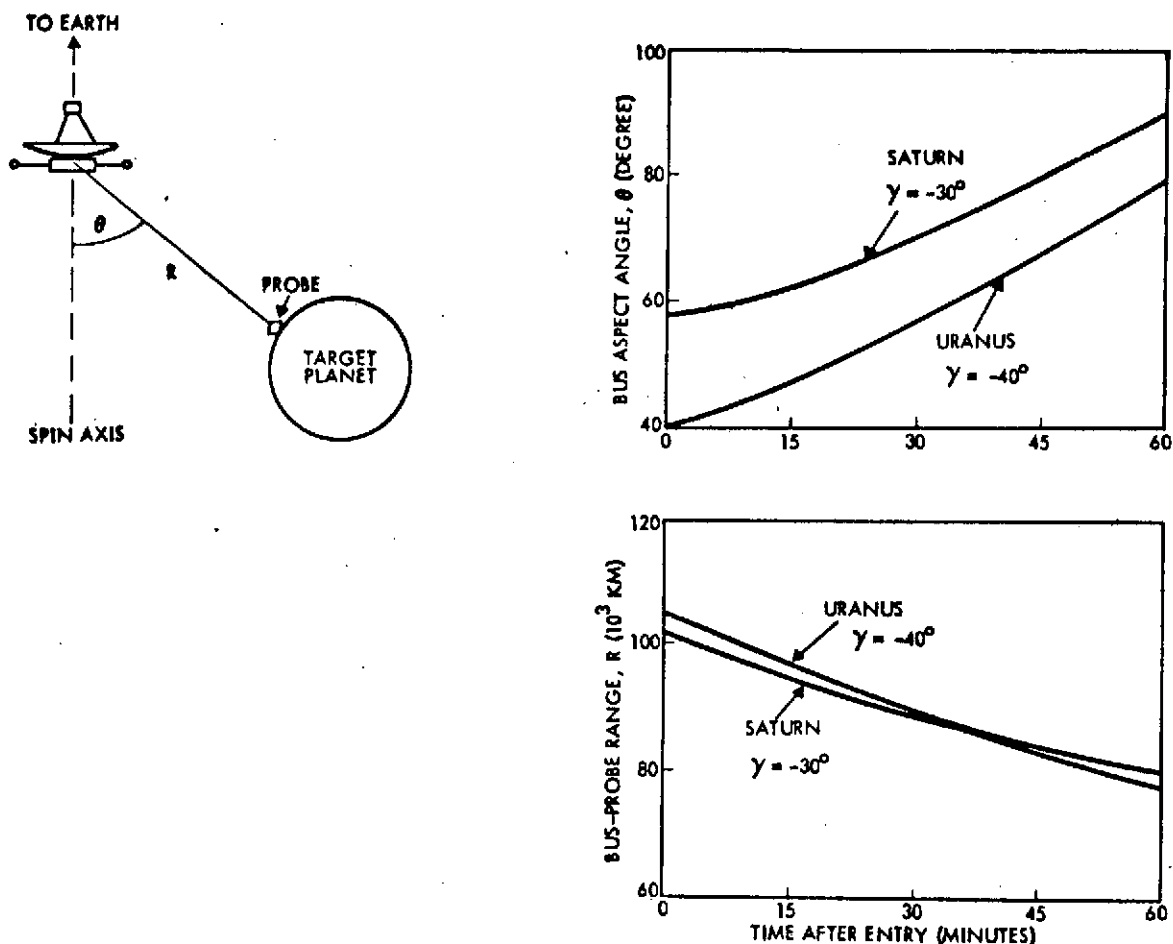 TO EARTH
θ
R
PROBE
TARGET
PLANET
SPIN AXIS
BUS ASPECT ANGLE, θ (DEGREE)
100
80
60
40
0
15
30
45
60
SATURN
γ = -30°
URANUS
γ = -40°
BUS-PROBE RANGE, R (10³ KM)
120
100
80
60
0
15
30
45
60
URANUS
γ = -40°
SATURN
γ = -30°
TIME AFTER ENTRY (MINUTES)